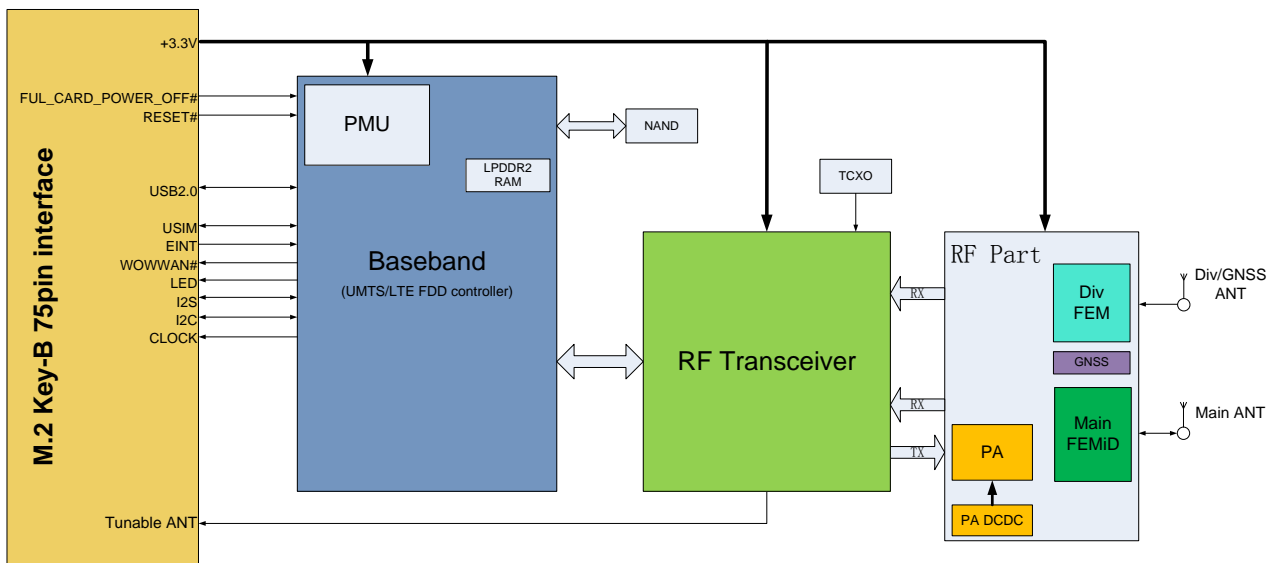 M.2 Key-B 75pin interface
+3.3V
FUL_CARD_POWER_OFF#
RESET#
USB2.0
USIM
EINT
WOWWAN#
LED
I2S
I2C
CLOCK
Tunable ANT
PMU
LPDDR2
RAM
Baseband
(UMTS/LTE FDD controller)
NAND
TCXO
RF Transceiver
RX
RX
TX
RF Part
Div
FEM
GNSS
Main
FEMiD
PA
PA DCDC
Div/GNSS
ANT
Main ANT